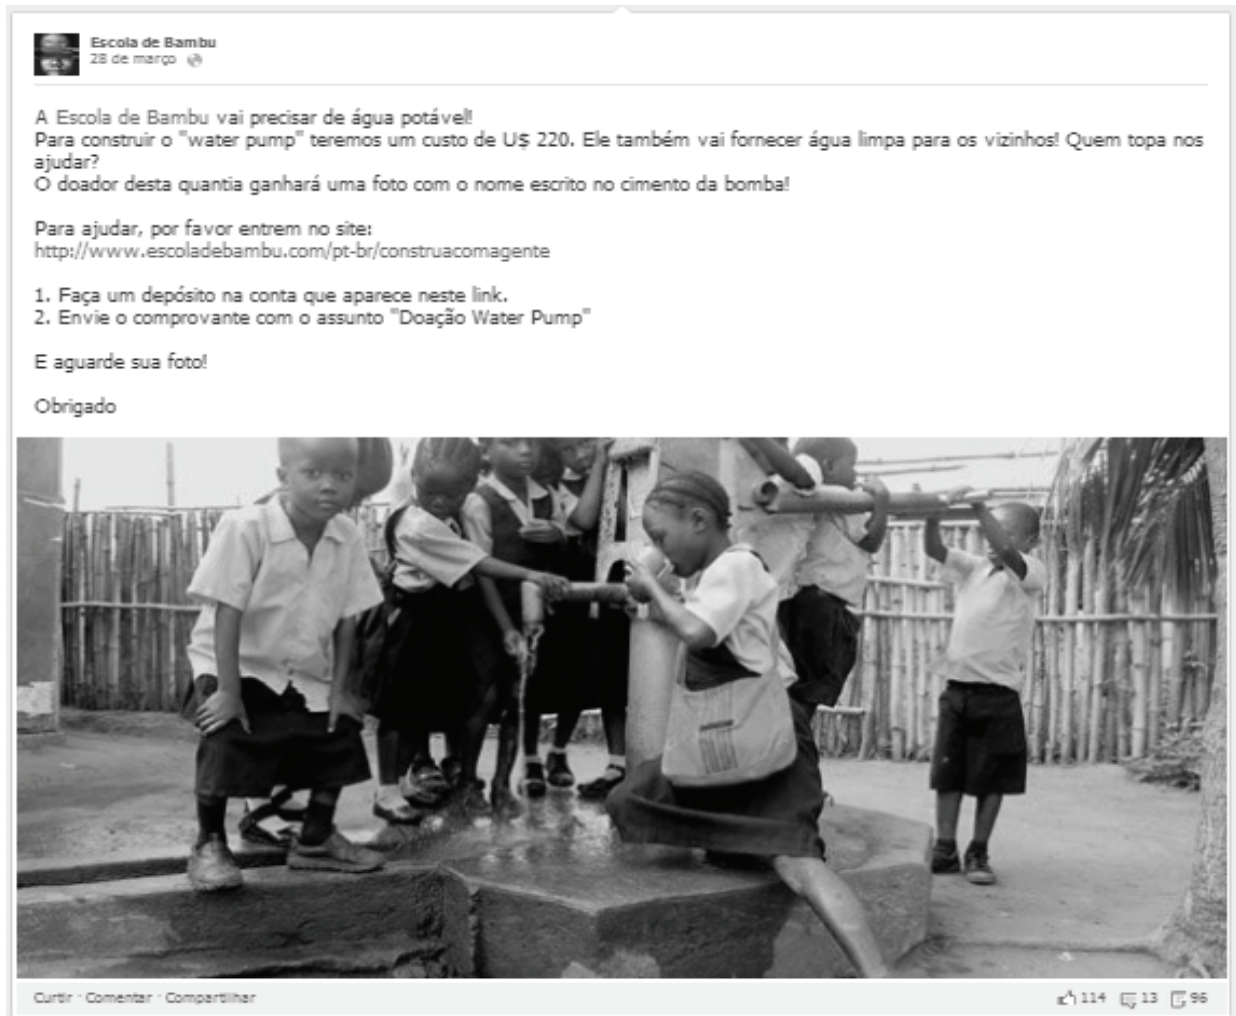 Escola de Bambu
28 de março
A Escola de Bambu vai precisar de água potável!
Para construir o "water pump" teremos um custo de U$ 220. Ele também vai fornecer água limpa para os vizinhos! Quem topa nos
ajudar?
O doador desta quantia ganhará uma foto com o nome escrito no cimento da bomba!
Para ajudar, por favor entrem no site:
http://www.escoladebambu.com/pt-br/construacomagente
1. Faça um depósito na conta que aparece neste link.
2. Envie o comprovante com o assunto "Doação Water Pump"
E aguarde sua foto!
Obrigado
Curtir · Comentar · Compartilhar
114 13 96